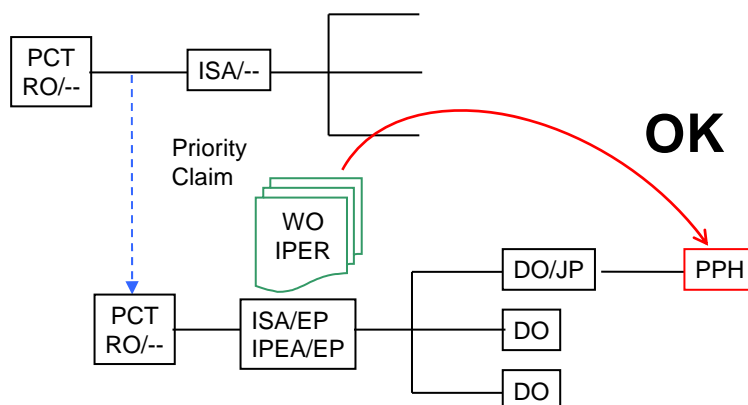 PCT
RO/--
ISA/--
OK
Priority
Claim
WO
IPER
DO/JP
PPH
PCT
RO/--
ISA/EP
IPEA/EP
DO
DO